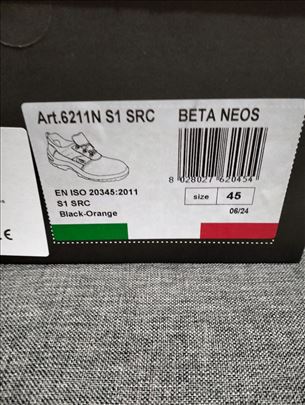 Art.6211N S1 SRC BETA NEOS
8 028027 620454
EN ISO 20345:2011
S1 SRC
Black-Orange
size 45
06/24
C€